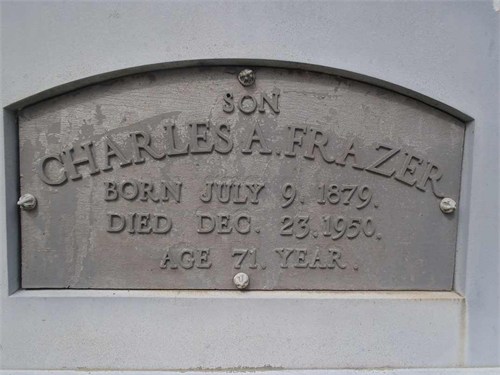 SON
CHARLES A. FRAZER
BORN JULY 9. 1879.
DIED DEC. 23. 1950.
AGE 71. YEAR.